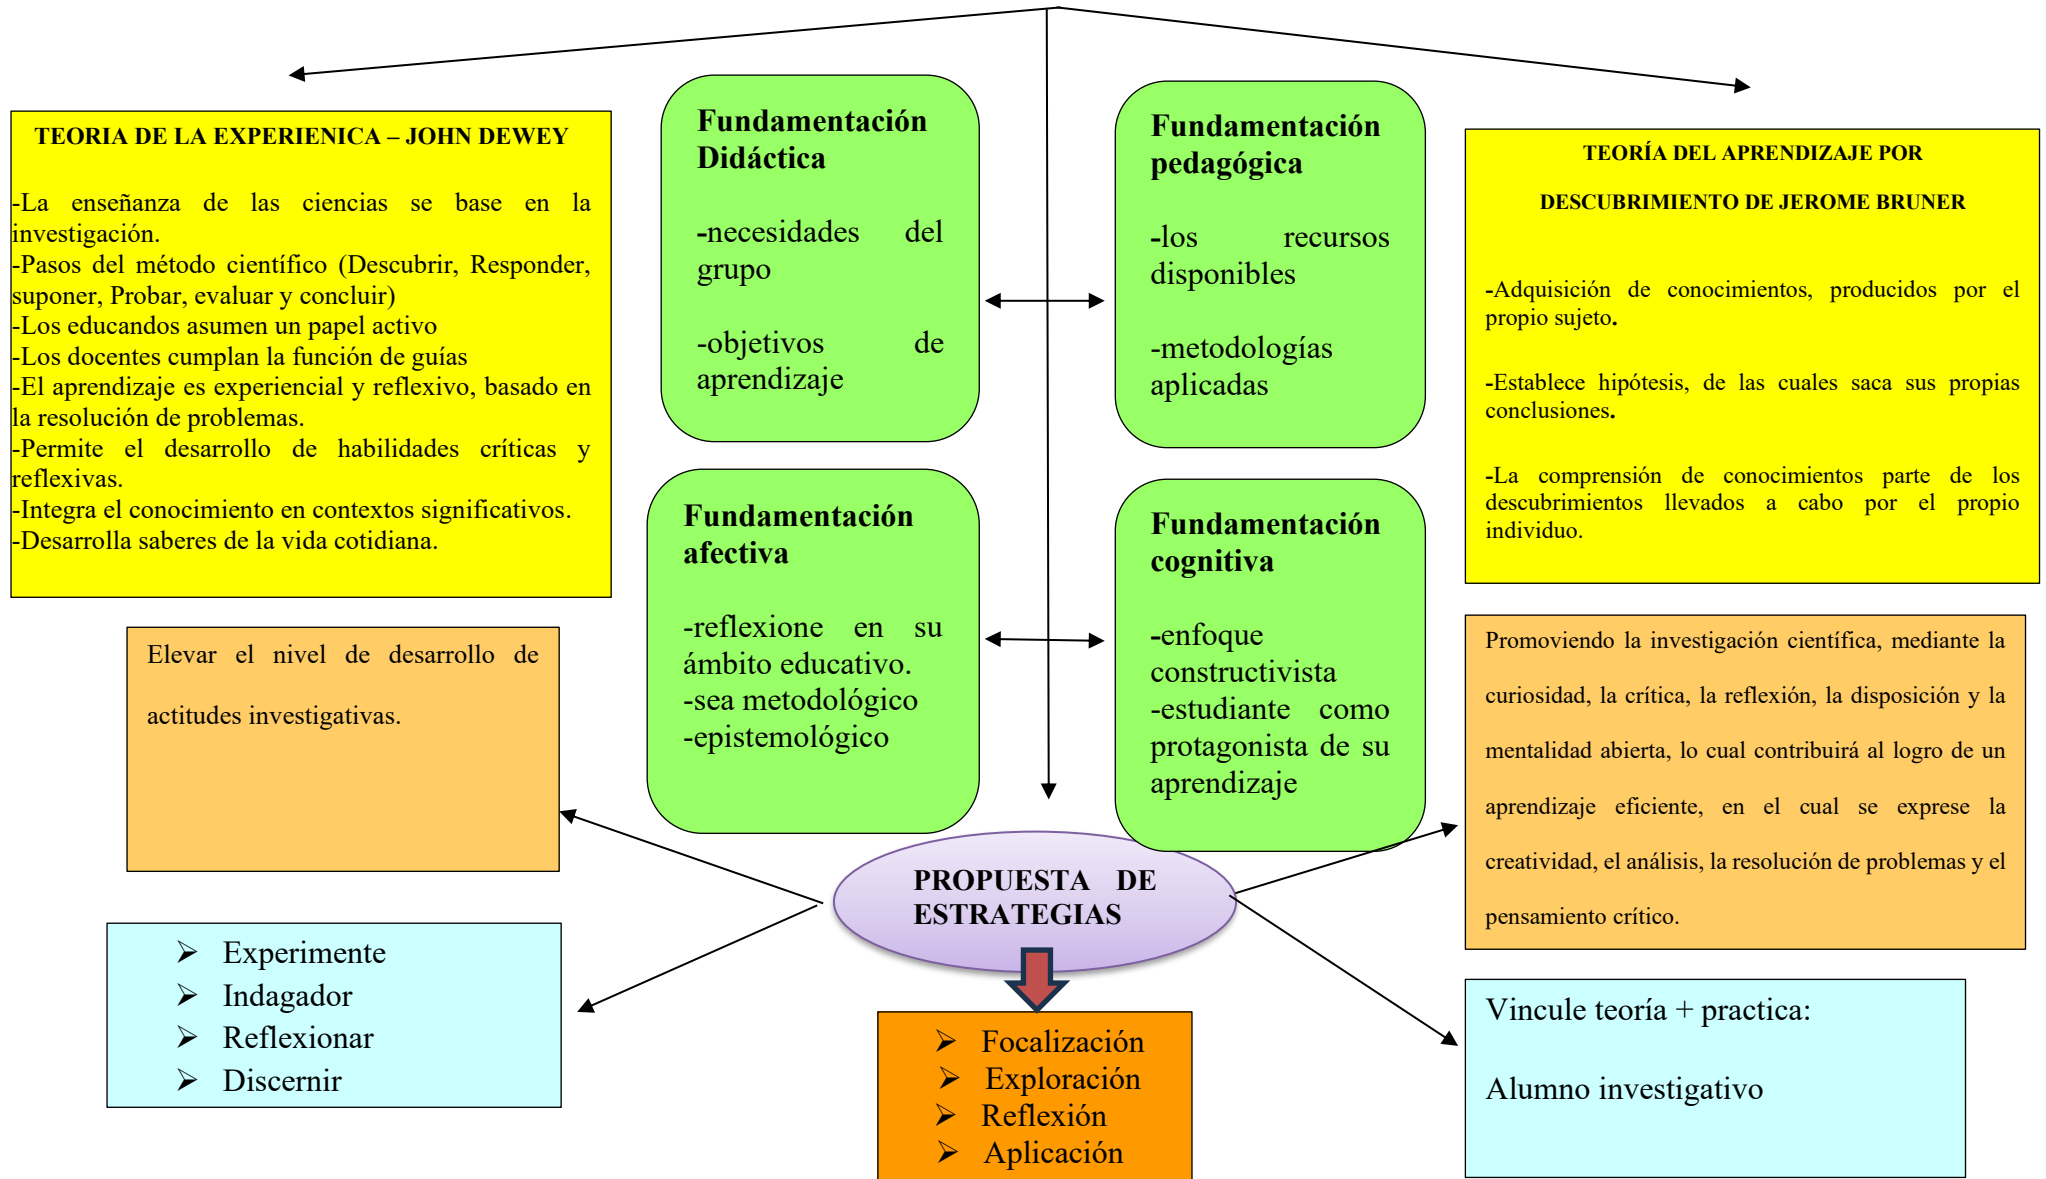 TEORIA DE LA EXPERIENICA – JOHN DEWEY
-La enseñanza de las ciencias se base en la
investigación.
-Pasos del método científico (Descubrir, Responder,
suponer, Probar, evaluar y concluir)
-Los educandos asumen un papel activo
-Los docentes cumplan la función de guías
-El aprendizaje es experiencial y reflexivo, basado en
la resolución de problemas.
-Permite el desarrollo de habilidades críticas y
reflexivas.
-Integra el conocimiento en contextos significativos.
-Desarrolla saberes de la vida cotidiana.
Fundamentación
Didáctica
-necesidades del
grupo
-objetivos de
aprendizaje
Fundamentación
pedagógica
-los recursos
disponibles
-metodologías
aplicadas
TEORÍA DEL APRENDIZAJE POR
DESCUBRIMIENTO DE JEROME BRUNER
-Adquisición de conocimientos, producidos por el
propio sujeto.
-Establece hipótesis, de las cuales saca sus propias
conclusiones.
-La comprensión de conocimientos parte de los
descubrimientos llevados a cabo por el propio
individuo.
Fundamentación
afectiva
-reflexione en su
ámbito educativo.
-sea metodológico
-epistemológico
Fundamentación
cognitiva
-enfoque
constructivista
-estudiante como
protagonista de su
aprendizaje
Elevar el nivel de desarrollo de
actitudes investigativas.
Promoviendo la investigación científica, mediante la
curiosidad, la crítica, la reflexión, la disposición y la
mentalidad abierta, lo cual contribuirá al logro de un
aprendizaje eficiente, en el cual se exprese la
creatividad, el análisis, la resolución de problemas y el
pensamiento crítico.
PROPUESTA DE
ESTRATEGIAS
➢ Experimente
➢ Indagador
➢ Reflexionar
➢ Discernir
➢ Focalización
➢ Exploración
➢ Reflexión
➢ Aplicación
Vincule teoría + practica:
Alumno investigativo